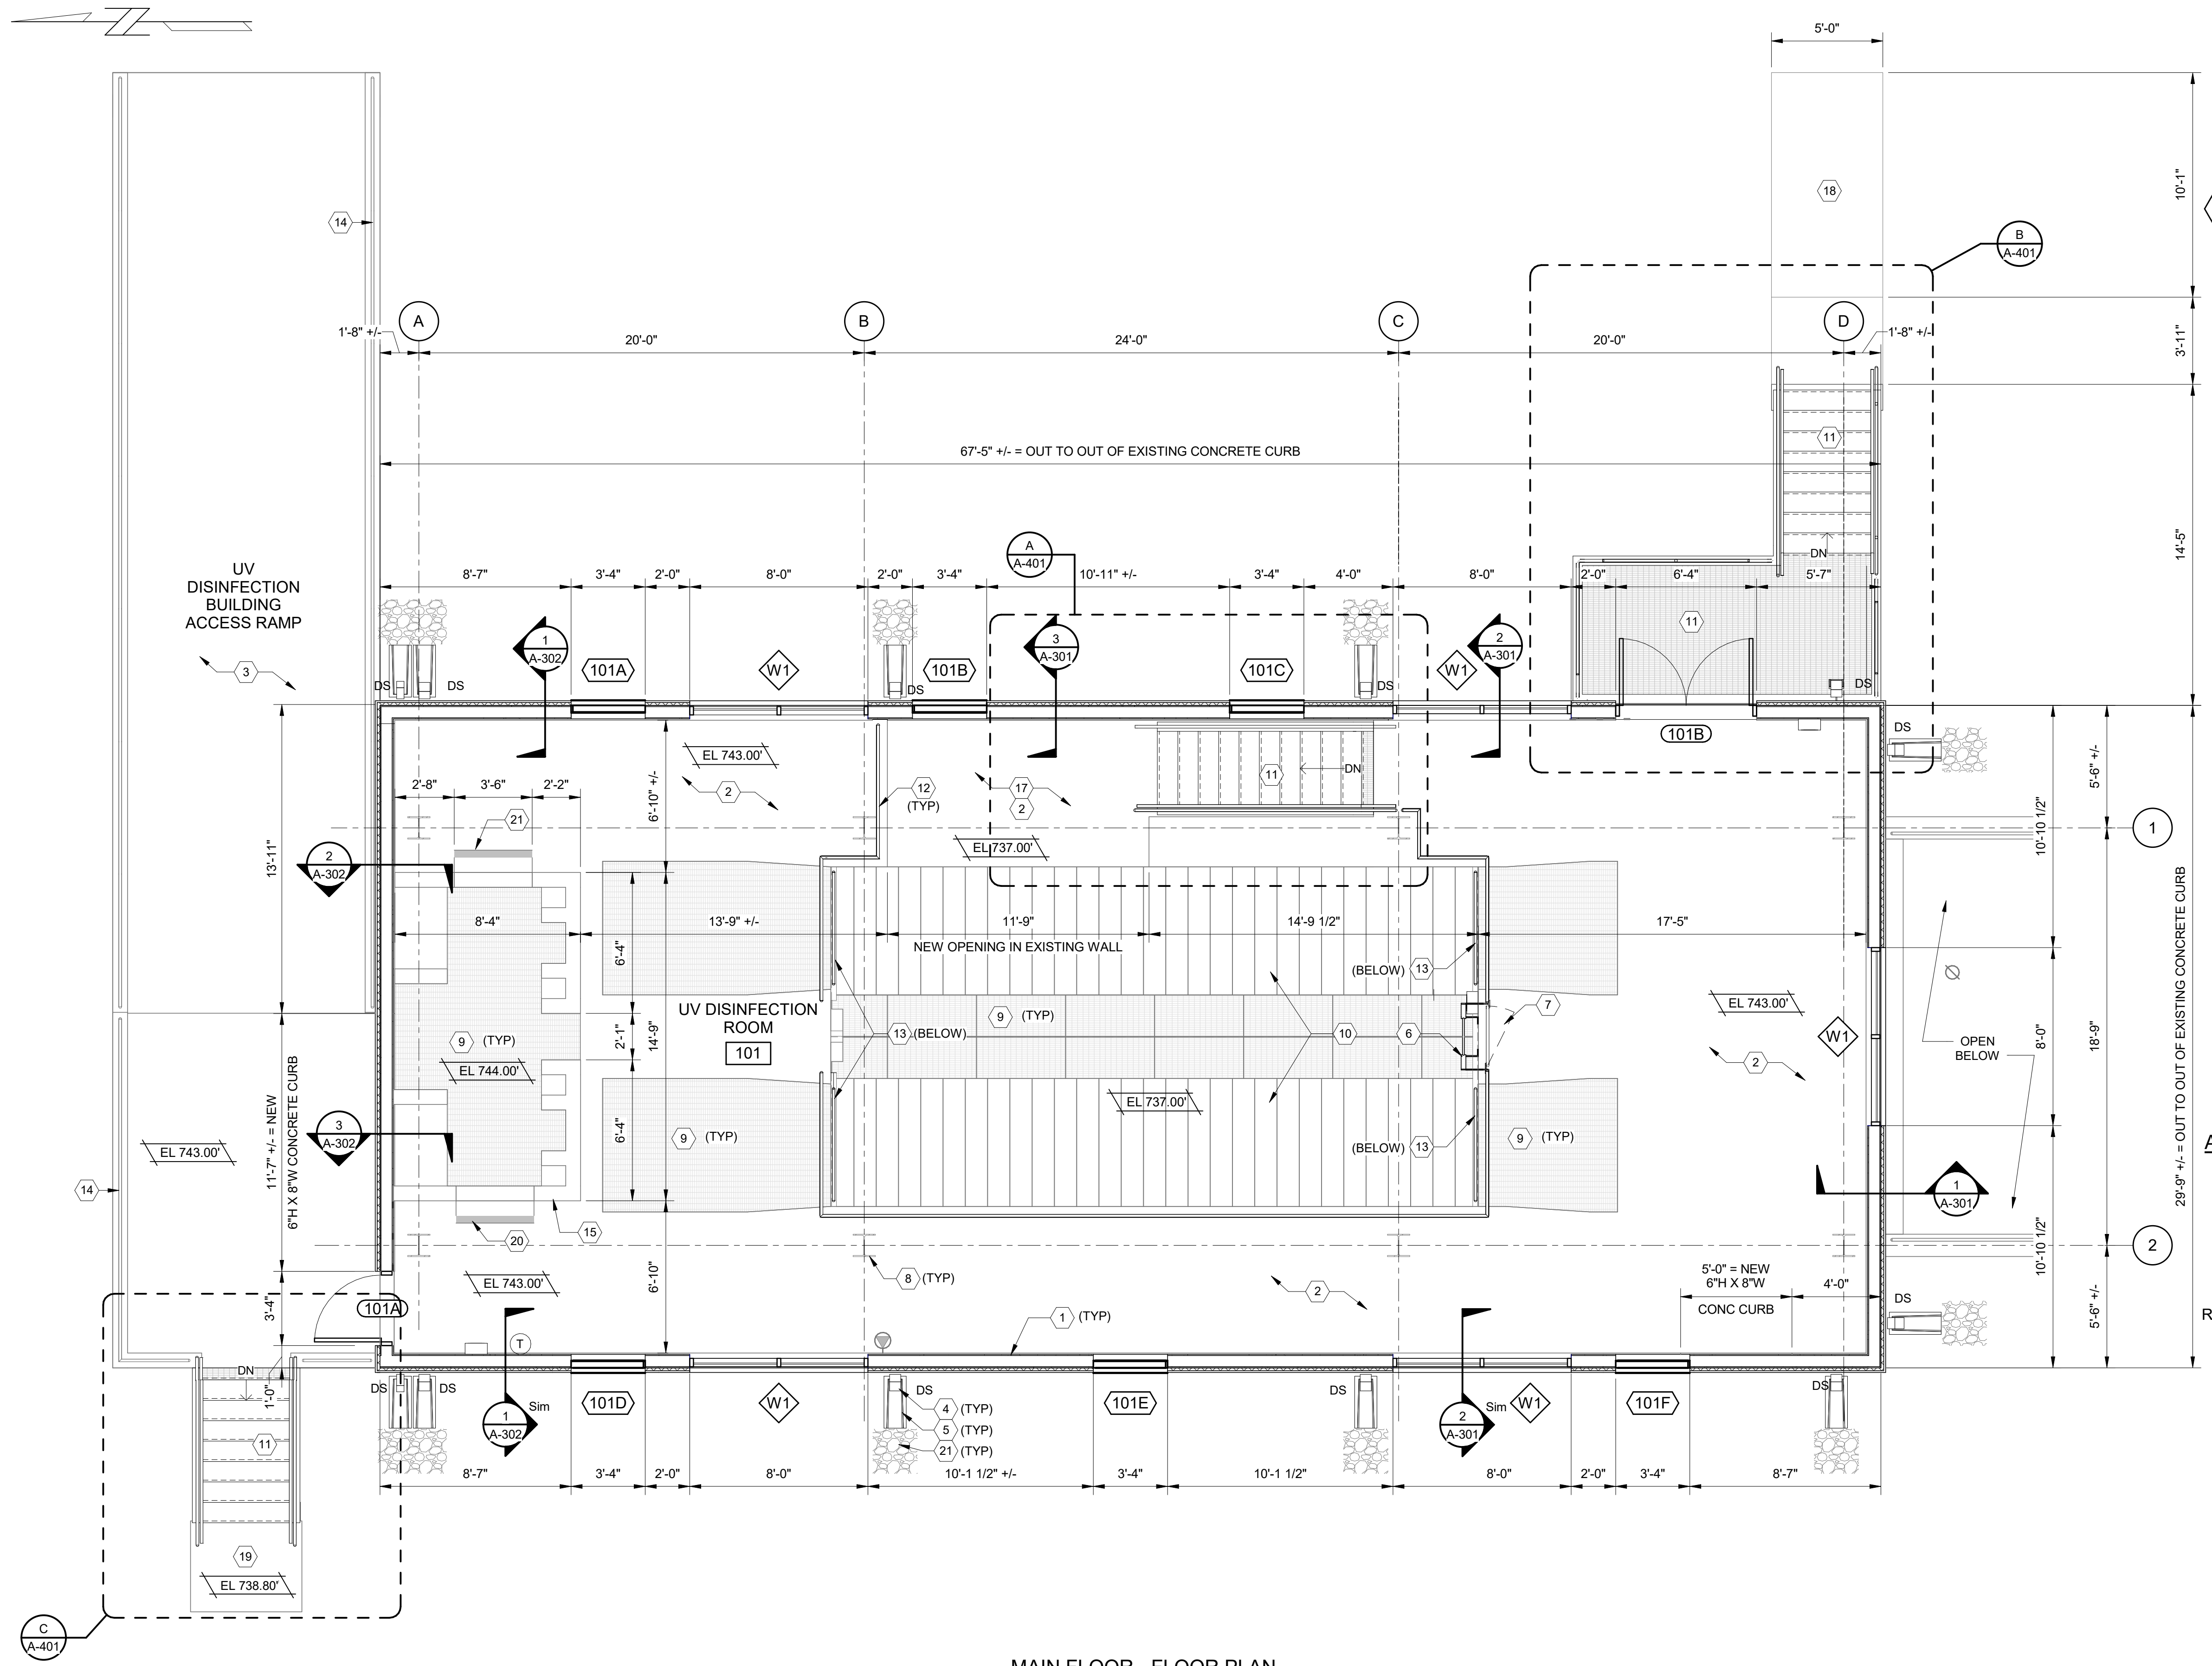 5'-0"
10'-1"
14
18
B
A-401
A
B
C
D
1'-8" +/-
20'-0"
24'-0"
20'-0"
1'-8" +/-
3'-11"
11
67'-5" +/- = OUT TO OUT OF EXISTING CONCRETE CURB
14'-5"
A
A-401
DN
UV
DISINFECTION
BUILDING
ACCESS RAMP
3
8'-7"
3'-4"
2'-0"
8'-0"
2'-0"
3'-4"
10'-11" +/-
3'-4"
4'-0"
8'-0"
2'-0"
6'-4"
5'-7"
11
1
A-302
101A
W1
101B
3
A-301
101C
W1
2
A-301
DS
DS
DS
DS
DS
DS
101B
EL 743.00'
2
12
(TYP)
17
2
11
DN
2'-8"
3'-6"
2'-2"
6'-10" +/-
21
5'-6" +/-
10'-10 1/2"
1
13'-11"
2
A-302
EL 737.00'
8'-4"
13'-9" +/-
11'-9"
14'-9 1/2"
17'-5"
NEW OPENING IN EXISTING WALL
6'-4"
(BELOW)
13
UV DISINFECTION
ROOM
101
9
(TYP)
EL 744.00'
2'-1"
14'-9"
13
(BELOW)
9
(TYP)
10
6
7
EL 743.00'
2
W1
8'-0"
OPEN
BELOW
18'-9"
29'-9" +/- = OUT TO OUT OF EXISTING CONCRETE CURB
11'-7" +/- = NEW
6"H X 8"W CONCRETE CURB
3
A-302
6'-4"
9
(TYP)
EL 737.00'
(BELOW)
13
9
(TYP)
EL 743.00'
14
1
A-301
20
15
10'-10 1/2"
2
EL 743.00'
6'-10"
8
(TYP)
2
5'-0" = NEW
6"H X 8"W
CONC CURB
4'-0"
DS
5'-6" +/-
3'-4"
101A
1
(TYP)
T
DN
1'-0"
DS
DS
DS
DS
DS
1
A-302
Sim
101D
W1
4
(TYP)
5
(TYP)
21
(TYP)
101E
2
A-301
Sim
W1
101F
11
8'-7"
3'-4"
2'-0"
8'-0"
10'-1 1/2" +/-
3'-4"
10'-1 1/2"
8'-0"
2'-0"
3'-4"
8'-7"
19
EL 738.80'
C
A-401
MAIN FLOOR - FLOOR PLAN